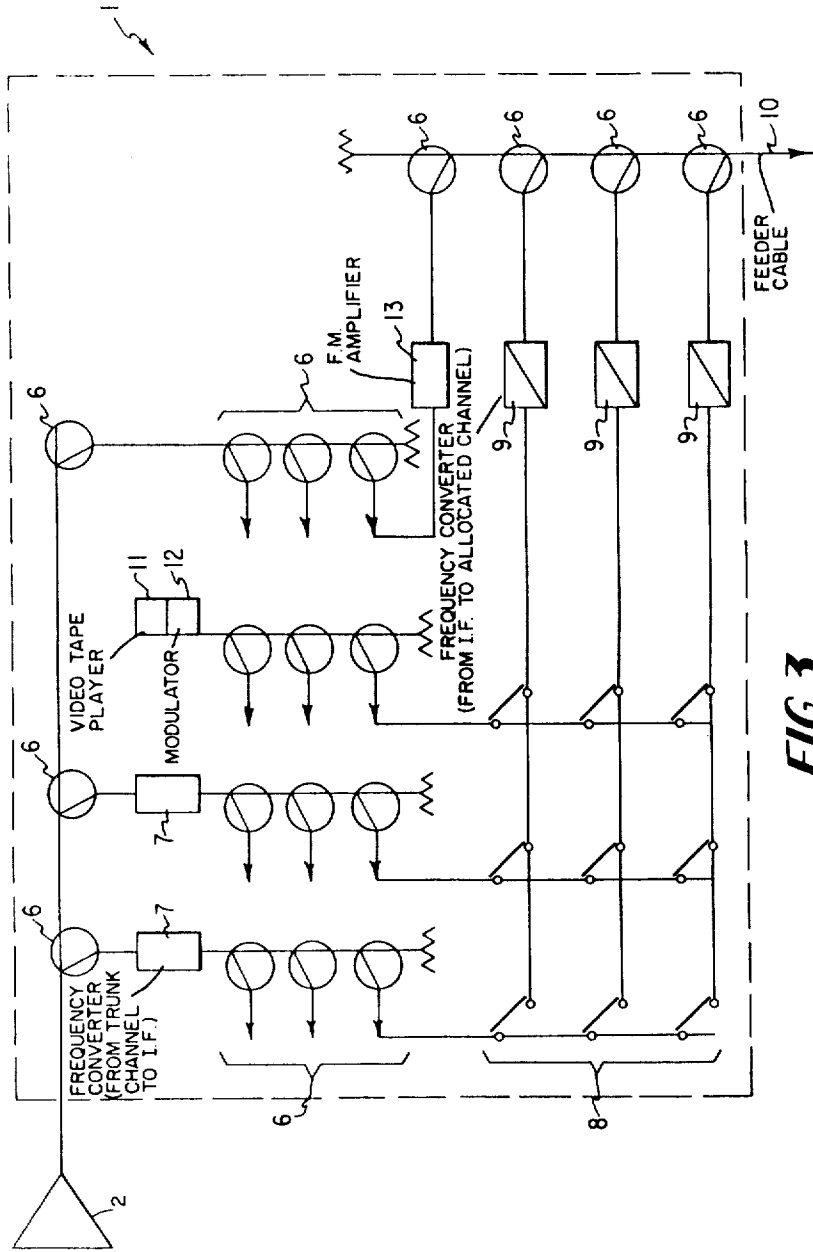 1
2
6
6
6
FREQUENCY
CONVERTER
(FROM TRUNK
CHANNEL
TO I.F.)
7
7
VIDEO TAPE
PLAYER
11
12
MODULATOR
6
6
8
F.M.
AMPLIFIER
13
FREQUENCY CONVERTER
(FROM I.F. TO ALLOCATED CHANNEL)
9
9
9
6
6
6
6
FEEDER
CABLE
10
FIG.3